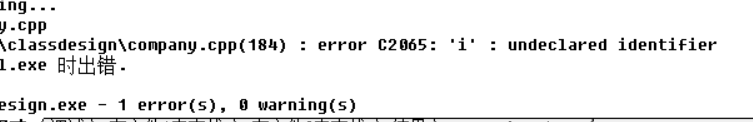 ing...
y.cpp
\classdesign\company.cpp(184) : error C2065: 'i' : undeclared identifier
l.exe 时出错.
esign.exe - 1 error(s), 0 warning(s)